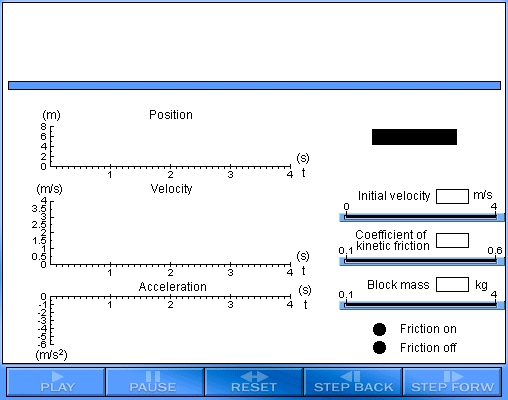 (m)
Position
8
6
4
2
0
1 2 3 4
(s)
t
(m/s)
Velocity
4
3.5
3
2.5
2
1.5
1
0.5
0
1 2 3 4
(s)
t
Acceleration
0
-1
-2
-3
-4
-5
-6
1 2 3 4
(s)
t
(m/s²)
Initial velocity m/s
0 4
Coefficient of
kinetic friction
0.1 0.6
Block mass kg
0.1 4
Friction on
Friction off
PLAY PAUSE RESET STEP BACK STEP FORW